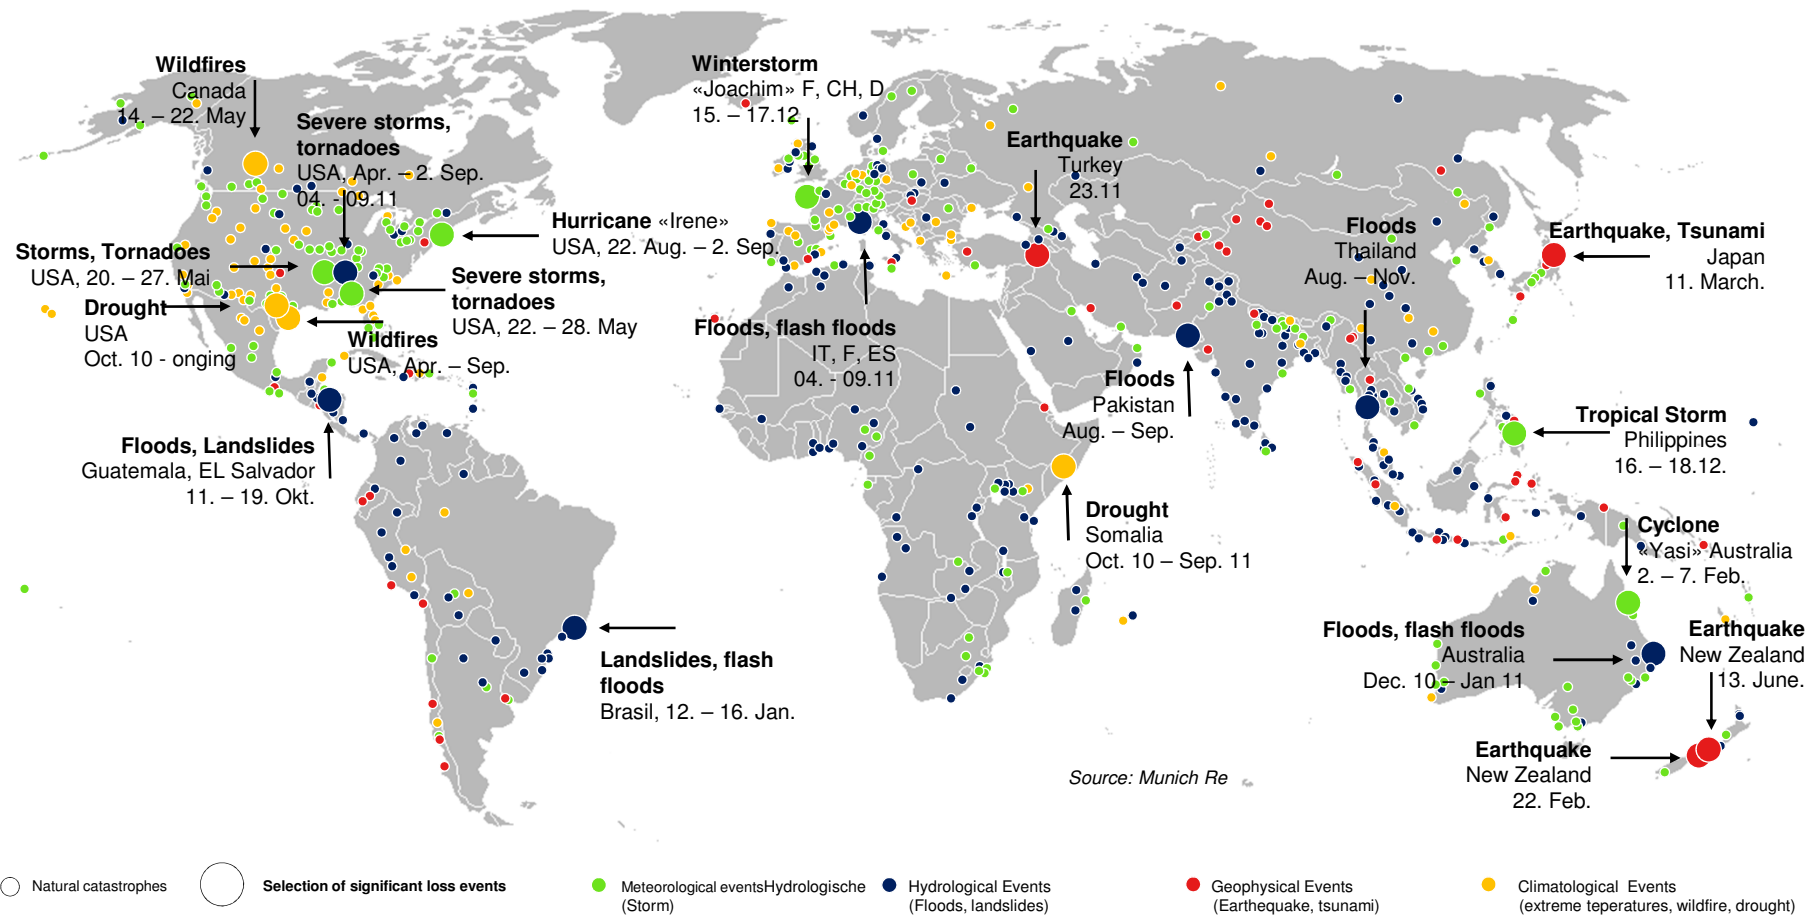 Wildfires
Canada
14. – 22. May
Severe storms,
tornadoes
USA, Apr. – 2. Sep.
04. - 09.11
Winterstorm
«Joachim» F, CH, D
15. – 17.12
Earthquake
Turkey
23.11
Hurricane «Irene»
USA, 22. Aug. – 2. Sep.
Storms, Tornadoes
USA, 20. – 27. Mai
Severe storms,
tornadoes
USA, 22. – 28. May
Drought
USA
Oct. 10 - onging
Wildfires
USA, Apr. – Sep.
Floods, flash floods
IT, F, ES
04. - 09.11
Floods
Thailand
Aug. – Nov.
Earthquake, Tsunami
Japan
11. March.
Floods
Pakistan
Aug. – Sep.
Tropical Storm
Philippines
16. – 18.12.
Floods, Landslides
Guatemala, EL Salvador
11. – 19. Okt.
Drought
Somalia
Oct. 10 – Sep. 11
Cyclone
«Yasi» Australia
2. – 7. Feb.
Landslides, flash
floods
Brasil, 12. – 16. Jan.
Floods, flash floods
Australia
Dec. 10 – Jan 11
Earthquake
New Zealand
13. June.
Earthquake
New Zealand
22. Feb.
Source: Munich Re
Natural catastrophes
Selection of significant loss events
Meteorological eventsHydrologische
(Storm)
Hydrological Events
(Floods, landslides)
Geophysical Events
(Earthequake, tsunami)
Climatological Events
(extreme teperatures, wildfire, drought)